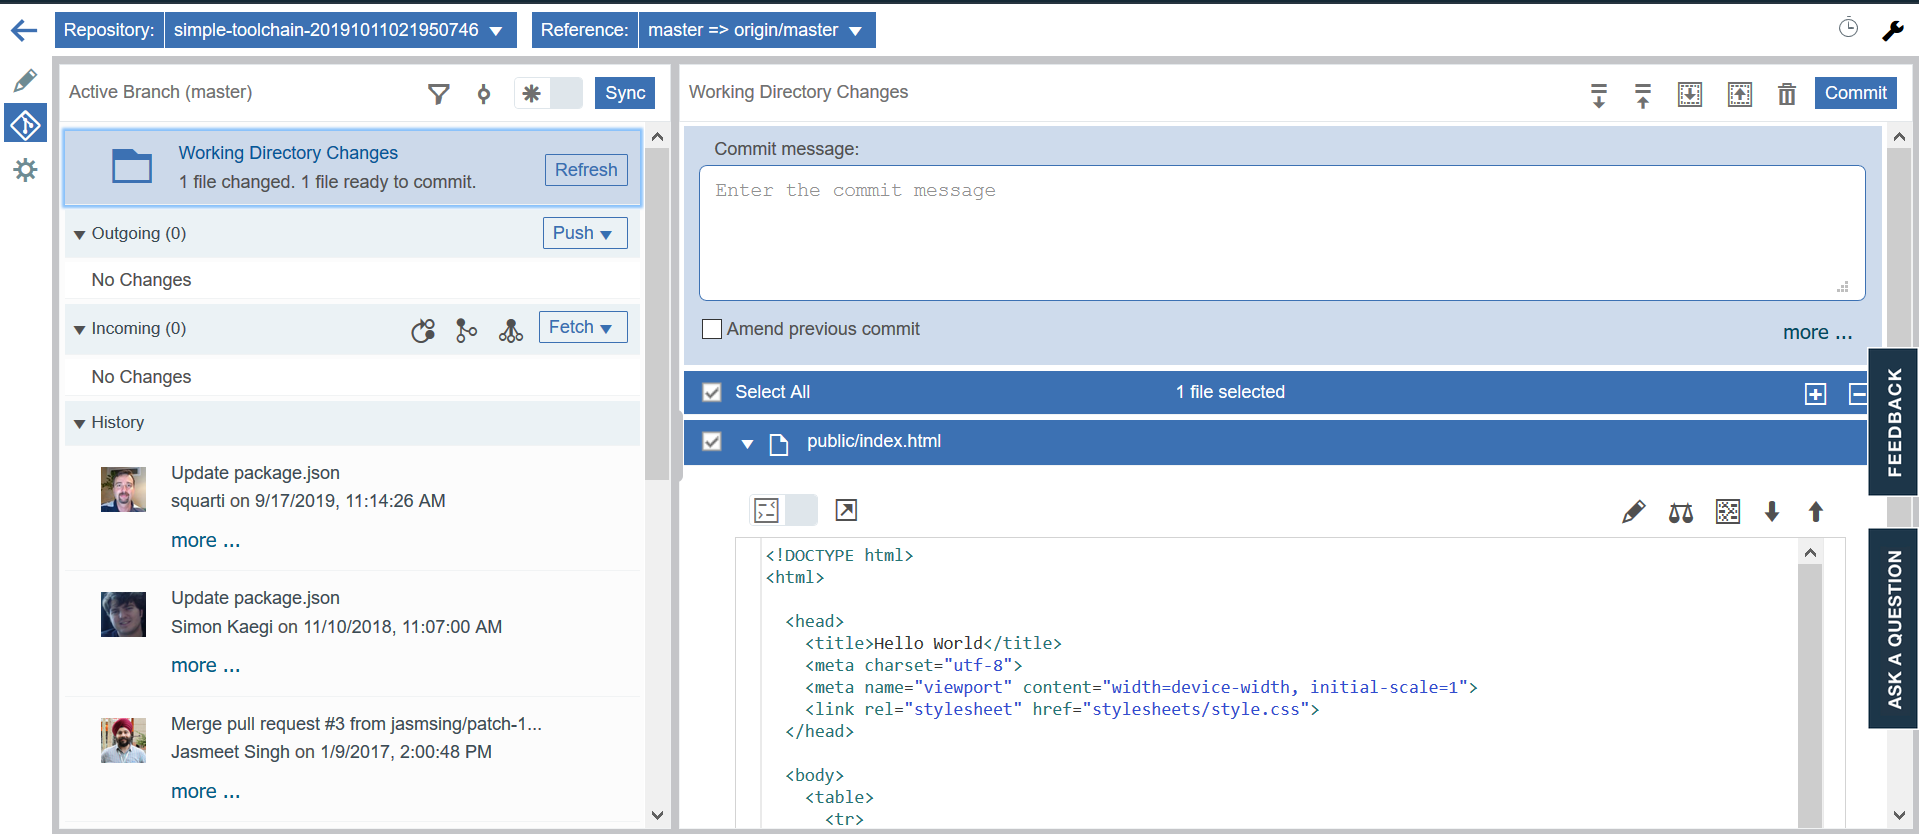 Repository: simple-toolchain-20191011021950746 Reference: master => origin/master
Active Branch (master) Sync
Working Directory Changes
1 file changed. 1 file ready to commit.
Refresh
Outgoing (0) Push
No Changes
Incoming (0) Fetch
No Changes
History
Update package.json
squarti on 9/17/2019, 11:14:26 AM
more ...
Update package.json
Simon Kaegi on 11/10/2018, 11:07:00 AM
more ...
Merge pull request #3 from jasmsing/patch-1...
Jasmeet Singh on 1/9/2017, 2:00:48 PM
more ...
Working Directory Changes Commit
Commit message:
Enter the commit message
Amend previous commit
more ...
Select All 1 file selected
public/index.html
<!DOCTYPE html>
<html>
<head>
<title>Hello World</title>
<meta charset="utf-8">
<meta name="viewport" content="width=device-width, initial-scale=1">
<link rel="stylesheet" href="stylesheets/style.css">
</head>
<body>
<table>
<tr>
FEEDBACK
ASK A QUESTION